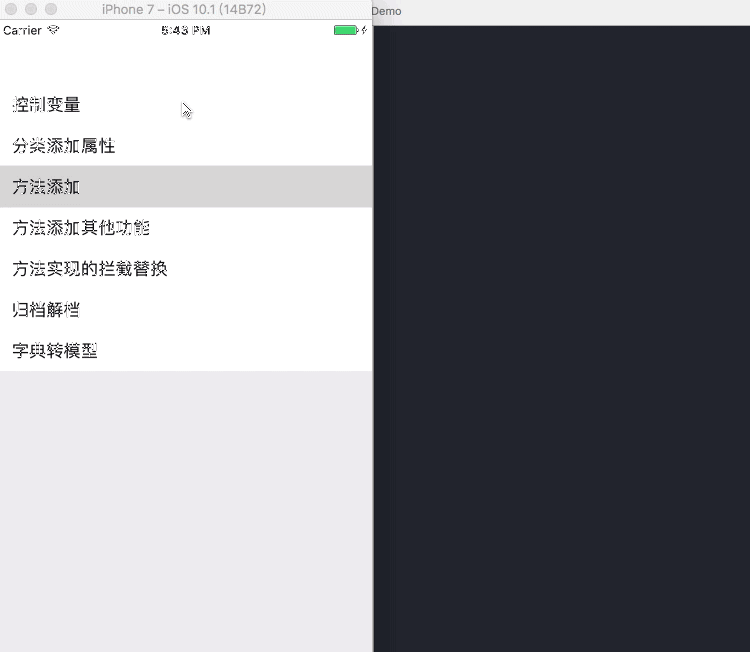 iPhone 7 – iOS 10.1 (14B72)
Demo
Carrier
5:43 PM
控制变量
分类添加属性
方法添加
方法添加其他功能
方法实现的拦截替换
归档解档
字典转模型